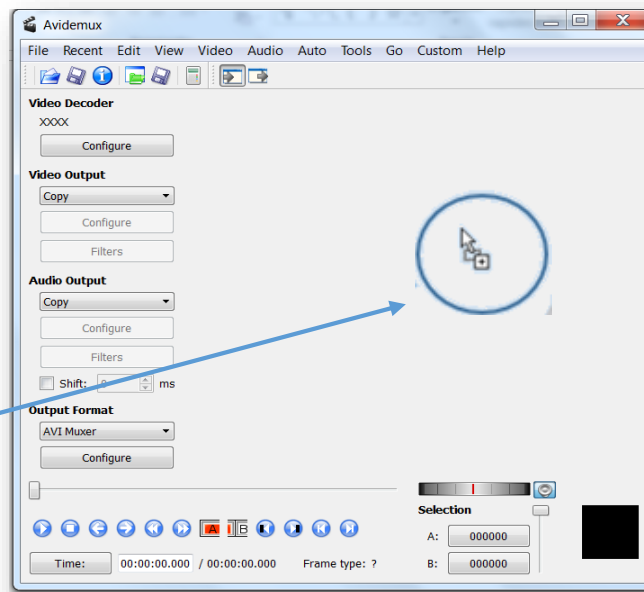 Avidemux
File Recent Edit View Video Audio Auto Tools Go Custom Help
Video Decoder
XXXX
Configure
Video Output
Copy
Configure
Filters
Audio Output
Copy
Configure
Filters
Shift: ms
Output Format
AVI Muxer
Configure
A B
Selection
A: 000000
Time: 00:00:00.000 / 00:00:00.000 Frame type: ? B: 000000